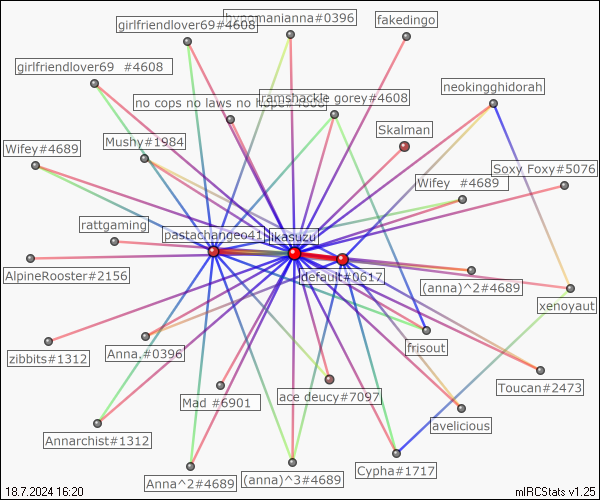 hypomanianna#0396
fakedingo
girlfriendlover69#4608
girlfriendlover69 #4608
neokingghidorah
no cops no laws no hope#4608
ramshackle gorey#4608
Skalman
Mushy#1984
Wifey#4689
Soxy Foxy#5076
Wifey #4689
rattgaming
pastachangeo41
ikasuzu
AlpineRooster#2156
default#0617
(anna)^2#4689
xenoyaut
zibbits#1312
Anna.#0396
frisout
Toucan#2473
Mad #6901
ace deucy#7097
avelicious
Annarchist#1312
Anna^2#4689
(anna)^3#4689
Cypha#1717
18.7.2024 16:20
mIRCStats v1.25